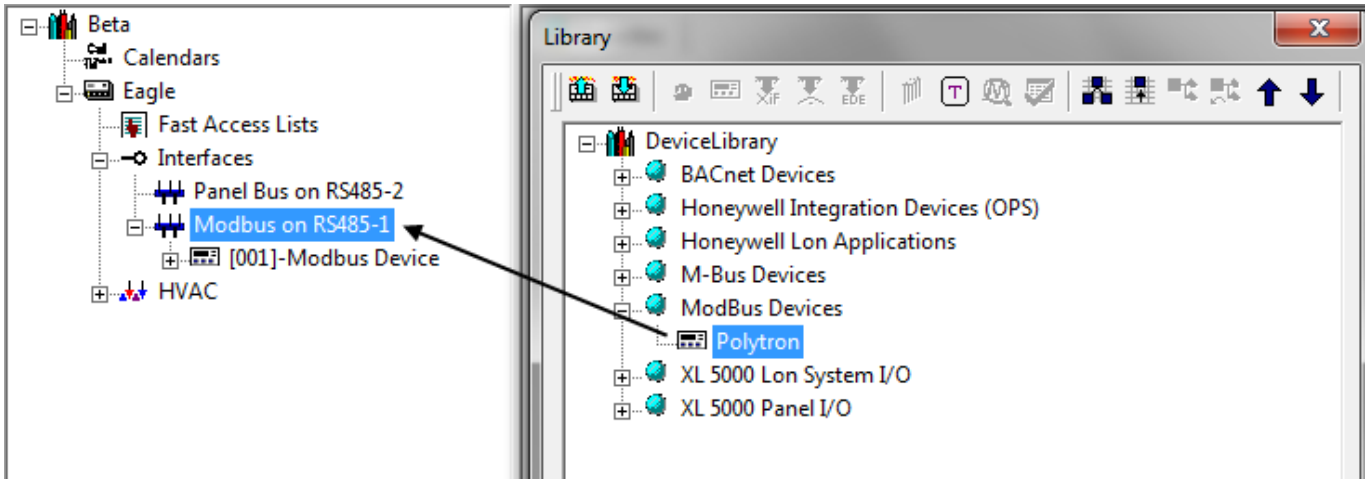 Beta
Calendars
Eagle
Fast Access Lists
Interfaces
Panel Bus on RS485-2
Modbus on RS485-1
[001]-Modbus Device
HVAC
Library
XIF
EDE
T
DeviceLibrary
BACnet Devices
Honeywell Integration Devices (OPS)
Honeywell Lon Applications
M-Bus Devices
ModBus Devices
Polytron
XL 5000 Lon System I/O
XL 5000 Panel I/O